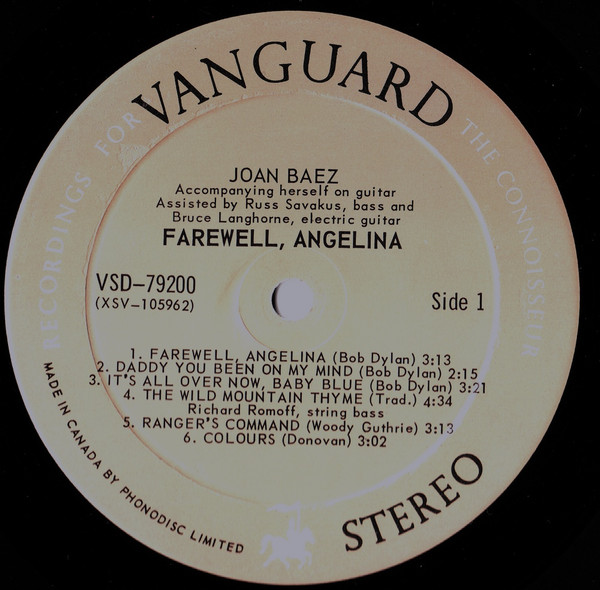 VANGUARD
RECORDINGS FOR THE CONNOISSEUR
JOAN BAEZ
Accompanying herself on guitar
Assisted by Russ Savakus, bass and
Bruce Langhorne, electric guitar
FAREWELL, ANGELINA
VSD–79200
(XSV–105962)
Side 1
1. FAREWELL, ANGELINA (Bob Dylan) 3:13
2. DADDY YOU BEEN ON MY MIND (Bob Dylan) 2:15
3. IT'S ALL OVER NOW, BABY BLUE (Bob Dylan) 3:21
4. THE WILD MOUNTAIN THYME (Trad.) 4:34
Richard Romoff, string bass
5. RANGER'S COMMAND (Woody Guthrie) 3:13
6. COLOURS (Donovan) 3:02
MADE IN CANADA BY PHONODISC LIMITED
STEREO